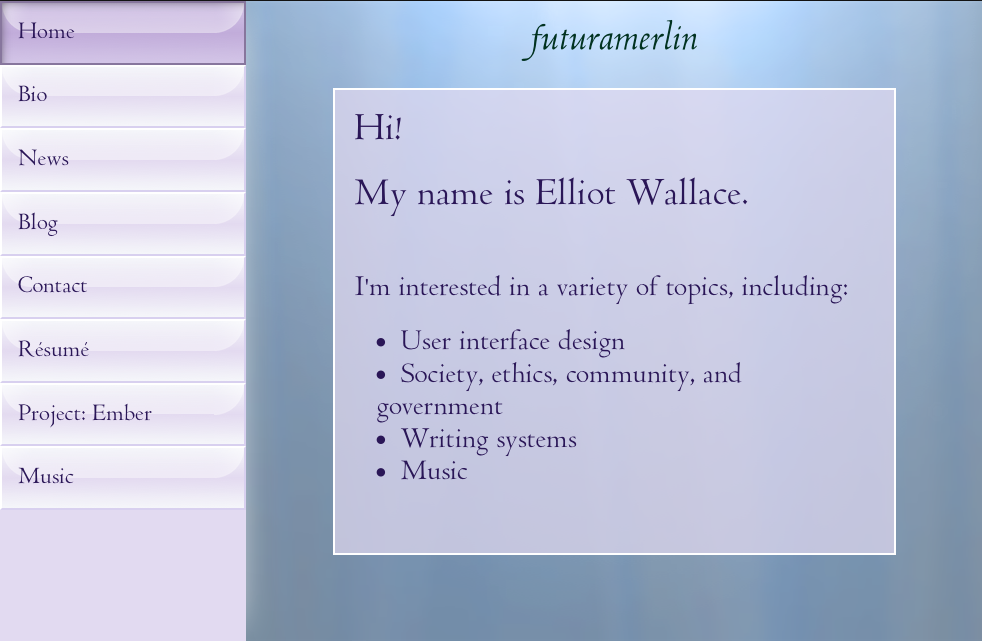 Home
Bio
News
Blog
Contact
Résumé
Project: Ember
Music
futuramerlin
Hi!
My name is Elliot Wallace.
I'm interested in a variety of topics, including:
• User interface design
• Society, ethics, community, and
government
• Writing systems
• Music